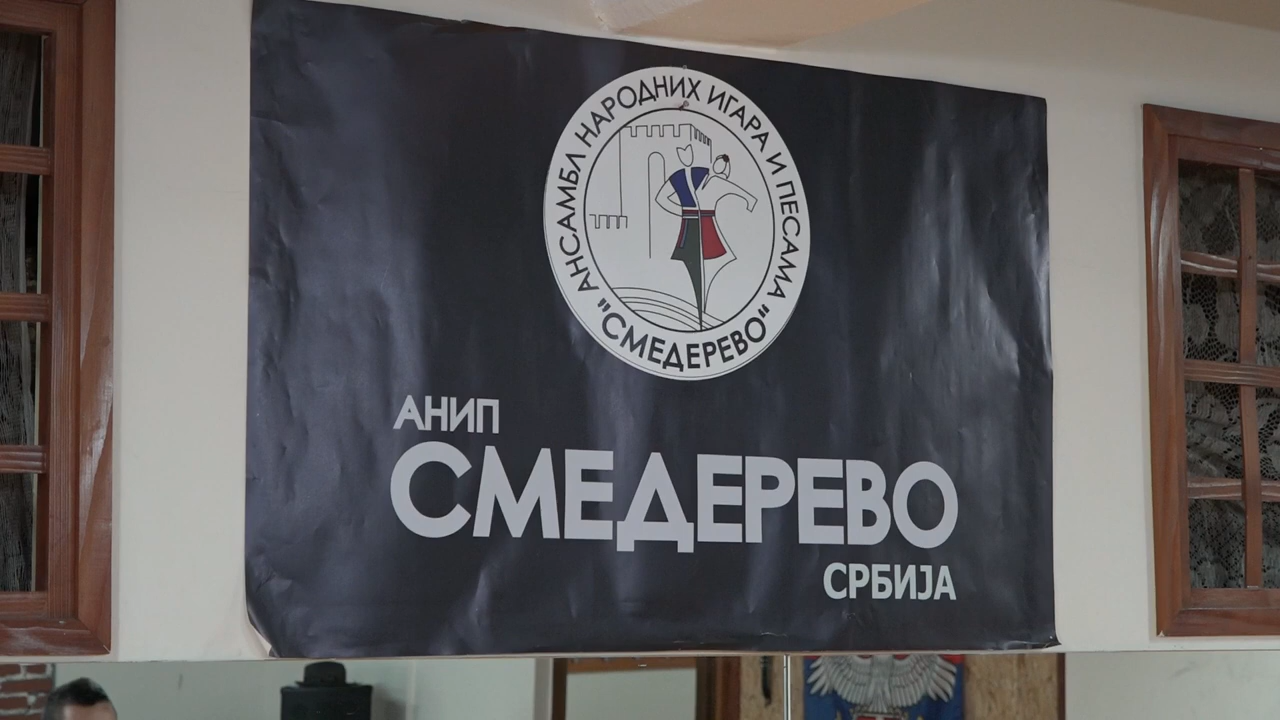 АНСАМБЛ НАРОДНИХ ИГАРА И ПЕСАМА
"СМЕДЕРЕВО"
АНИП
СМЕДЕРЕВО
СРБИЈА